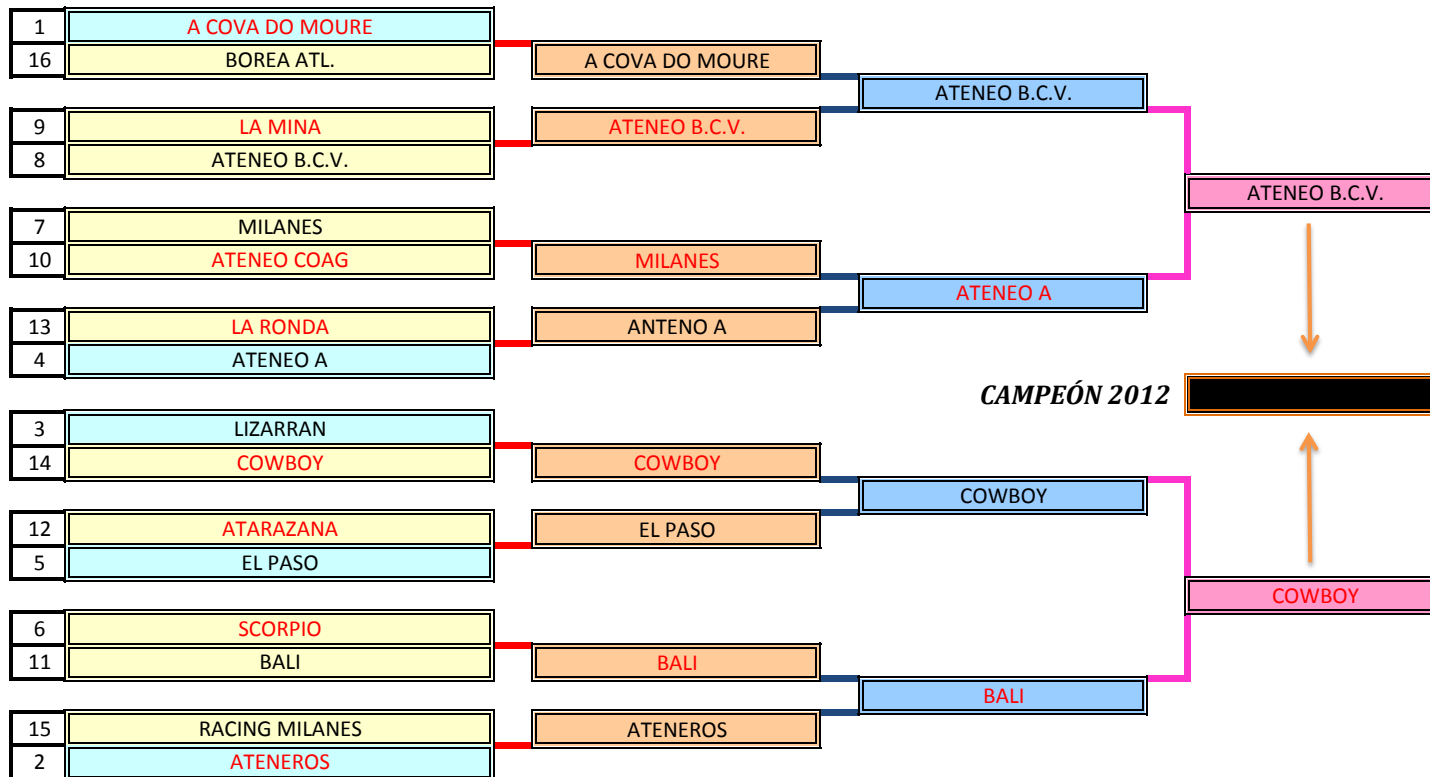 1 A COVA DO MOURE
16 BOREA ATL.
A COVA DO MOURE
ATENEO B.C.V.
9 LA MINA
8 ATENEO B.C.V.
ATENEO B.C.V.
ATENEO B.C.V.
7 MILANES
10 ATENEO COAG
MILANES
ATENEO A
13 LA RONDA
4 ATENEO A
ANTENO A
CAMPEÓN 2012
3 LIZARRAN
14 COWBOY
COWBOY
COWBOY
12 ATARAZANA
5 EL PASO
EL PASO
COWBOY
6 SCORPIO
11 BALI
BALI
BALI
15 RACING MILANES
2 ATENEROS
ATENEROS